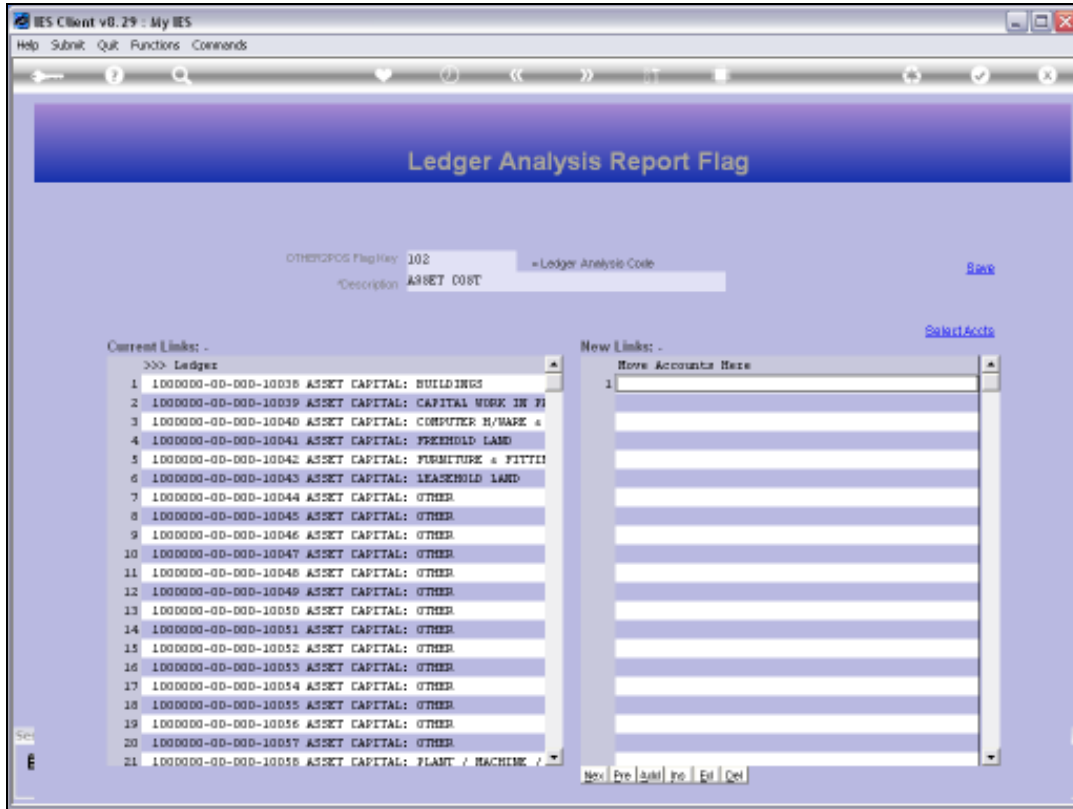 IES Client v8.29 : My IES
Help Submit Quit Functions Commands
Ledger Analysis Report Flag
OTHER2POS Flag Key 102 = Ledger Analysis Code
Save
*Description ASSET COST
Select Accts
Current Links: -
New Links: -
>>> Ledger
Move Accounts Here
1 1000000-00-000-10038 ASSET CAPITAL: BUILDINGS
1
2 1000000-00-000-10039 ASSET CAPITAL: CAPITAL WORK IN
3 1000000-00-000-10040 ASSET CAPITAL: COMPUTER H/WARE &
4 1000000-00-000-10041 ASSET CAPITAL: FREEHOLD LAND
5 1000000-00-000-10042 ASSET CAPITAL: FURNITURE & FITTI
6 1000000-00-000-10043 ASSET CAPITAL: LEASEHOLD LAND
7 1000000-00-000-10044 ASSET CAPITAL: OTHER
8 1000000-00-000-10045 ASSET CAPITAL: OTHER
9 1000000-00-000-10046 ASSET CAPITAL: OTHER
10 1000000-00-000-10047 ASSET CAPITAL: OTHER
11 1000000-00-000-10048 ASSET CAPITAL: OTHER
12 1000000-00-000-10049 ASSET CAPITAL: OTHER
13 1000000-00-000-10050 ASSET CAPITAL: OTHER
14 1000000-00-000-10051 ASSET CAPITAL: OTHER
15 1000000-00-000-10052 ASSET CAPITAL: OTHER
16 1000000-00-000-10053 ASSET CAPITAL: OTHER
17 1000000-00-000-10054 ASSET CAPITAL: OTHER
18 1000000-00-000-10055 ASSET CAPITAL: OTHER
19 1000000-00-000-10056 ASSET CAPITAL: OTHER
20 1000000-00-000-10057 ASSET CAPITAL: OTHER
21 1000000-00-000-10058 ASSET CAPITAL: PLANT / MACHINE /
Nex Pre Add Ins Ed Del